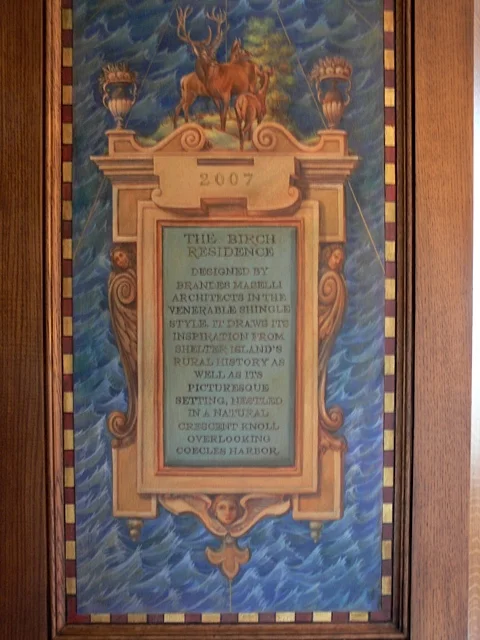 2007
THE BIRCH
RESIDENCE
DESIGNED BY
BRANDES MASELLI
ARCHITECTS IN THE
VENERABLE SHINGLE
STYLE. IT DRAWS ITS
INSPIRATION FROM
SHELTER ISLAND'S
RURAL HISTORY AS
WELL AS ITS
PICTURESQUE
SETTING, NESTLED
IN A NATURAL
CRESCENT KNOLL
OVERLOOKING
COECLES HARBOR.